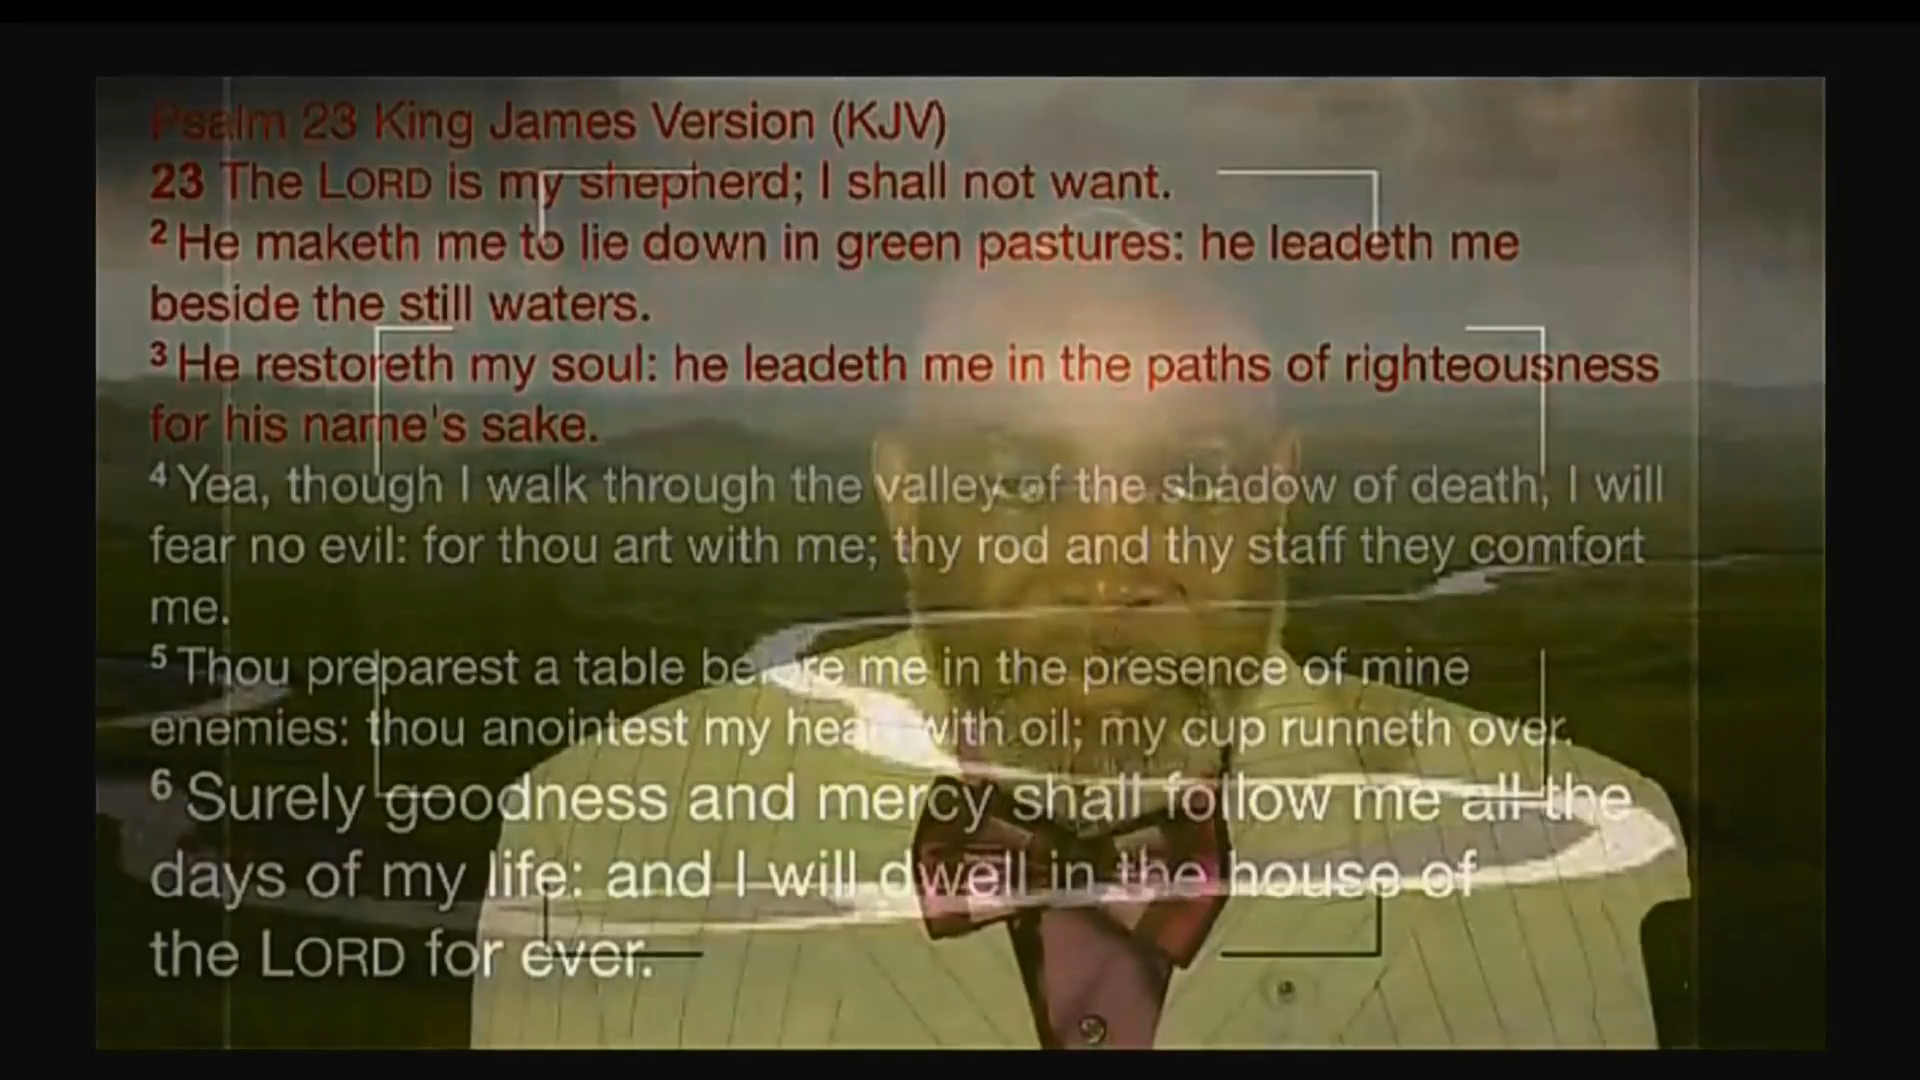 Psalm 23 King James Version (KJV)
23 The LORD is my shepherd; I shall not want.
2 He maketh me to lie down in green pastures: he leadeth me
beside the still waters.
3 He restoreth my soul: he leadeth me in the paths of righteousness
for his name's sake.
4 Yea, though I walk through the valley of the shadow of death, I will
fear no evil: for thou art with me; thy rod and thy staff they comfort
me.
5 Thou preparest a table before me in the presence of mine
enemies: thou anointest my head with oil; my cup runneth over.
6 Surely goodness and mercy shall follow me all the
days of my life: and I will dwell in the house of
the LORD for ever.